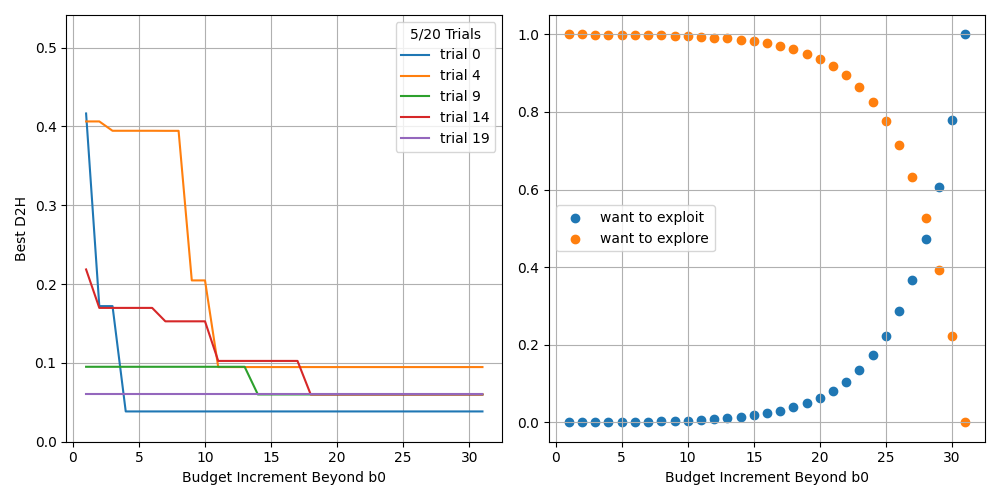 5/20 Trials
trial 0
trial 4
trial 9
trial 14
trial 19
Best D2H
0.5
0.4
0.3
0.2
0.1
0.0
0 5 10 15 20 25 30
Budget Increment Beyond b0
want to exploit
want to explore
1.0
0.8
0.6
0.4
0.2
0.0
0 5 10 15 20 25 30
Budget Increment Beyond b0